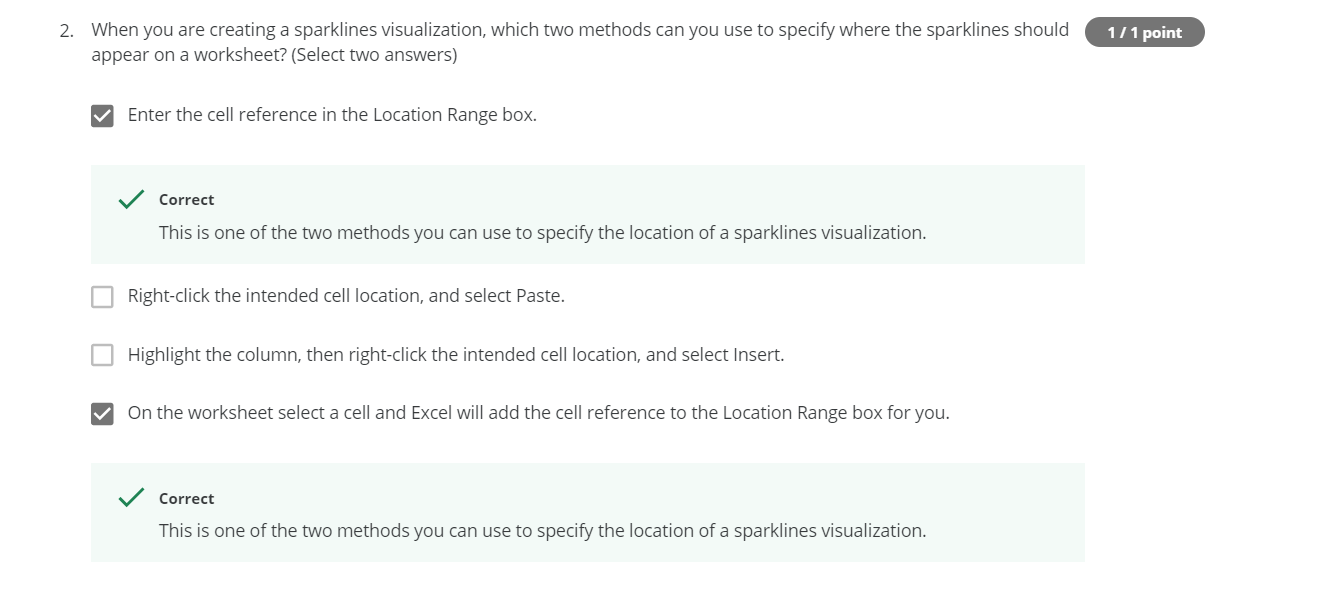 2. When you are creating a sparklines visualization, which two methods can you use to specify where the sparklines should
appear on a worksheet? (Select two answers)
1 / 1 point
Enter the cell reference in the Location Range box.
Correct
This is one of the two methods you can use to specify the location of a sparklines visualization.
Right-click the intended cell location, and select Paste.
Highlight the column, then right-click the intended cell location, and select Insert.
On the worksheet select a cell and Excel will add the cell reference to the Location Range box for you.
Correct
This is one of the two methods you can use to specify the location of a sparklines visualization.